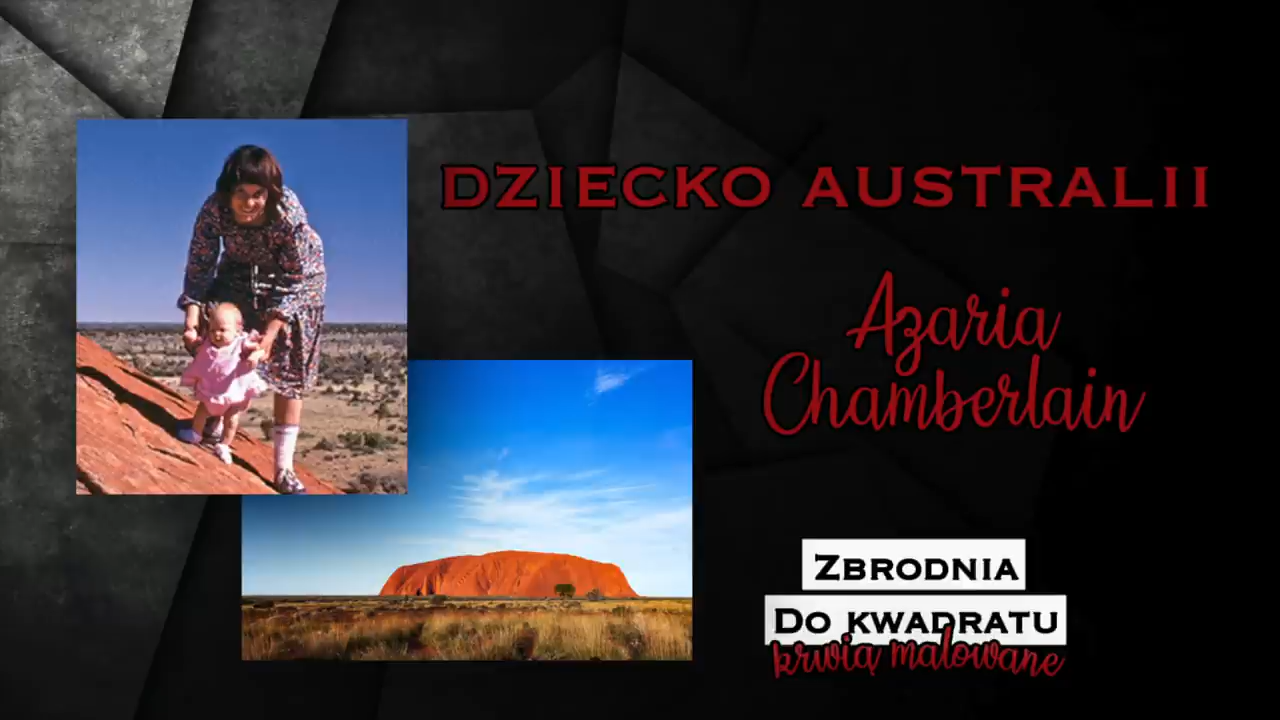 DZIECKO AUSTRALII
Azaria
Chamberlain
ZBRODNIA
DO KWADRATU
krwią malowane